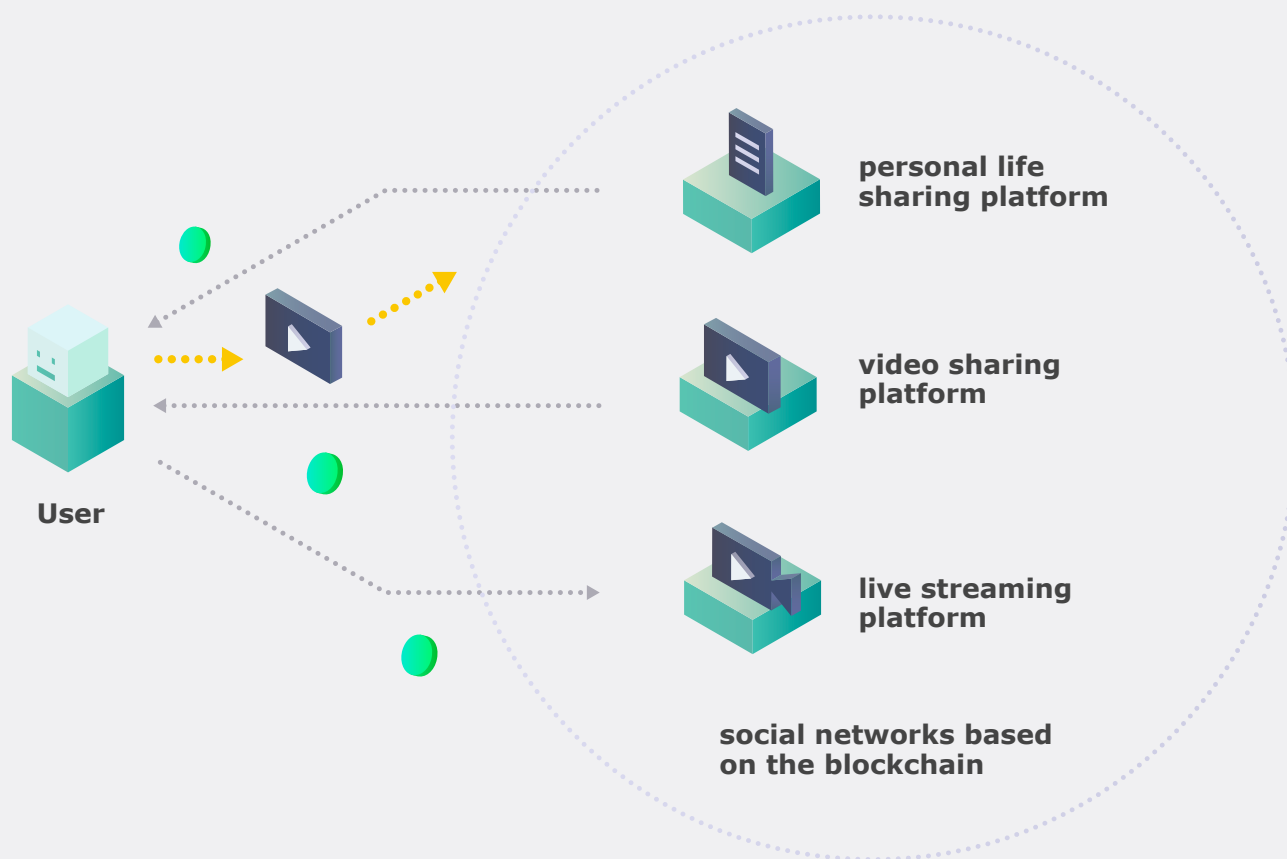 personal life
sharing platform
video sharing
platform
User
live streaming
platform
social networks based
on the blockchain